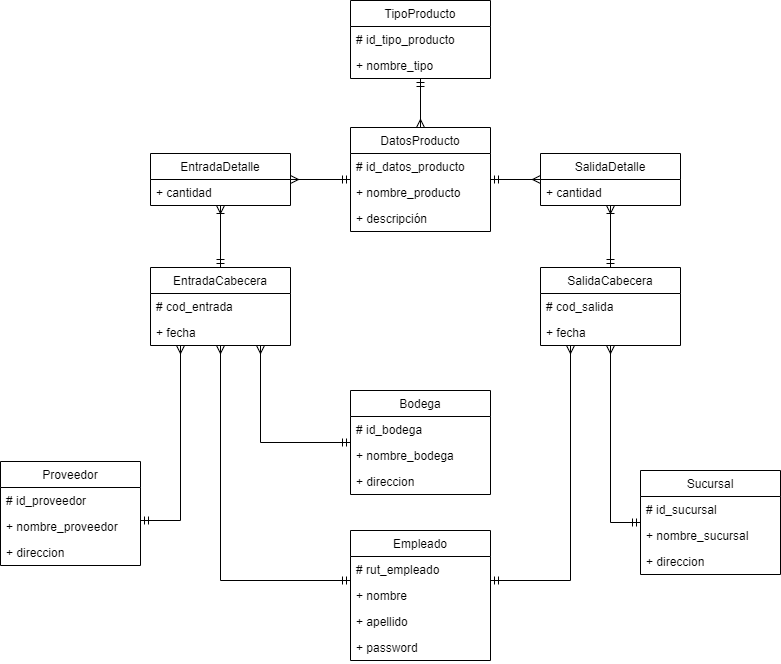 TipoProducto
# id_tipo_producto
+ nombre_tipo
DatosProducto
# id_datos_producto
+ nombre_producto
+ descripción
EntradaDetalle
+ cantidad
SalidaDetalle
+ cantidad
EntradaCabecera
# cod_entrada
+ fecha
SalidaCabecera
# cod_salida
+ fecha
Bodega
# id_bodega
+ nombre_bodega
+ direccion
Proveedor
# id_proveedor
+ nombre_proveedor
+ direccion
Sucursal
# id_sucursal
+ nombre_sucursal
+ direccion
Empleado
# rut_empleado
+ nombre
+ apellido
+ password